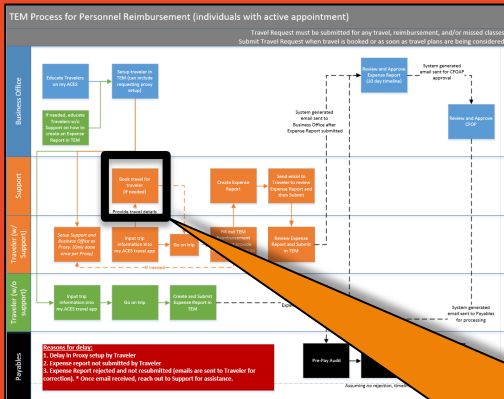 TEM Process for Personnel Reimbursement (individuals with active appointment)
Travel Request must be submitted for any travel, reimbursement, and/or missed classes
Submit Travel Request when travel is booked or as soon as travel plans are being considered
Business Office
Educate Travelers
on my ACES
Setup traveler in
TEM (can include
requesting proxy
setup)
If needed, educate
Travelers w/o
Support on how to
create an Expense
Report in TEM
System generated
email sent to
Business Office after
Expense Report submitted
Review and Approve
Expense Report
(10 day timeline)
System generated
email sent for CFOAP
approval
Review and Approve
CFOP
Support
Book travel for
traveler
(if needed)
Provide travel details
Create Expense
Report
Send email to
Traveler to review
Expense Report and
then Submit
Traveler (w/
Support)
Setup Support and
Business Office as
Proxy. (Only done
once per Proxy)
Input trip
information into
my ACES travel app
Go on trip
Fill out TEM
Reimbursement
Review Expense
Report and Submit
in TEM
If needed
Traveler (w/o
support)
Input trip
information into
my ACES travel app
Go on trip
Create and Submit
Expense Report in
TEM
System generated
email sent to Payables
for processing
Payables
Reasons for delay:
1. Delay in Proxy setup by Traveler
2. Expense report not submitted by Traveler
3. Expense Report rejected and not resubmitted (emails are sent to Traveler for
correction). * Once email received, reach out to Support for assistance.
Pre-Pay Audit
Assuming no rejection,